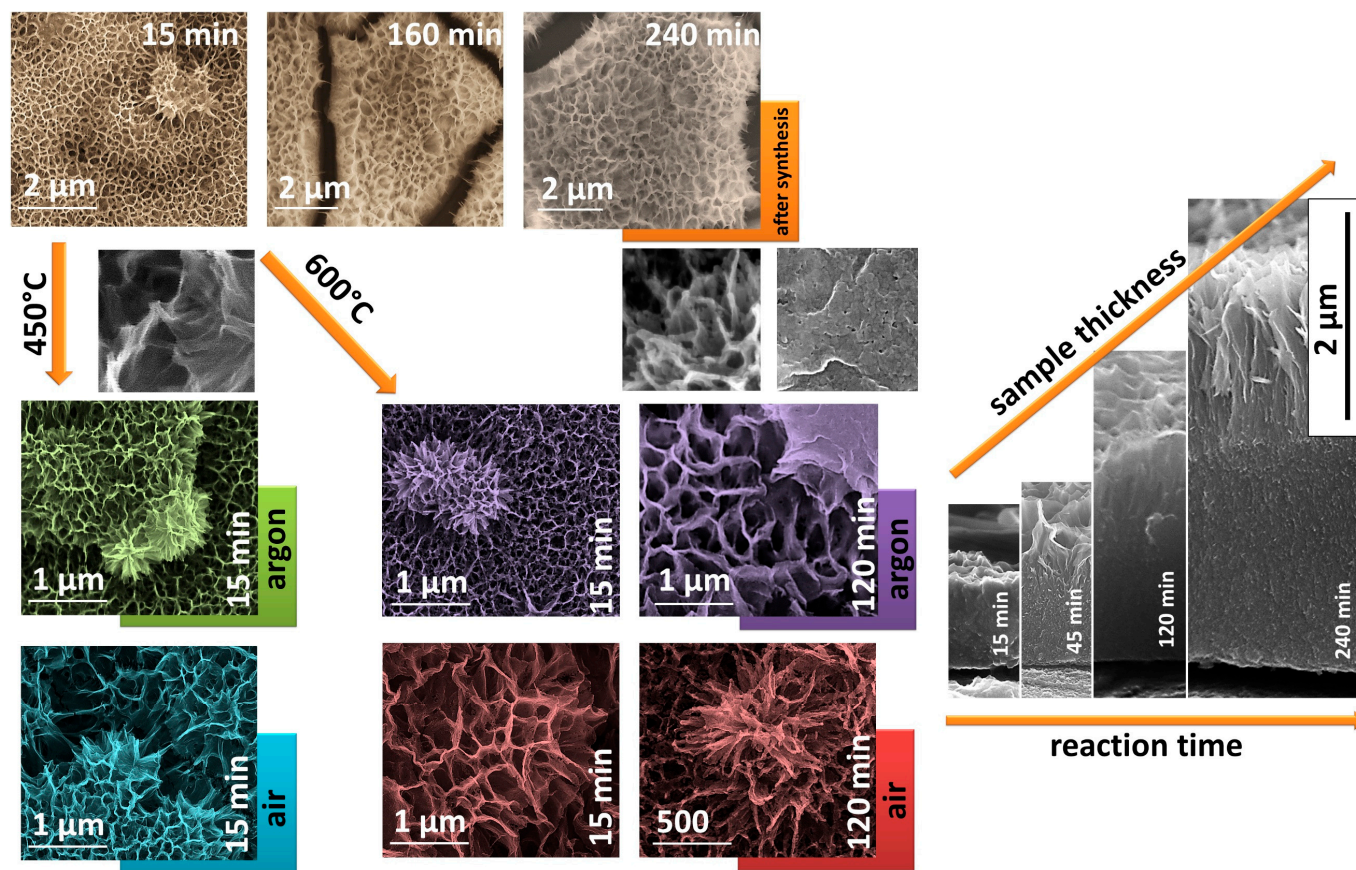 15 min
160 min
240 min
2 µm
2 µm
2 µm
after synthesis
450°C
600°C
1 µm
15 min
argon
1 µm
15 min
1 µm
120 min
argon
1 µm
15 min
air
1 µm
15 min
500
120 min
air
sample thickness
2 µm
15 min
45 min
120 min
240 min
reaction time